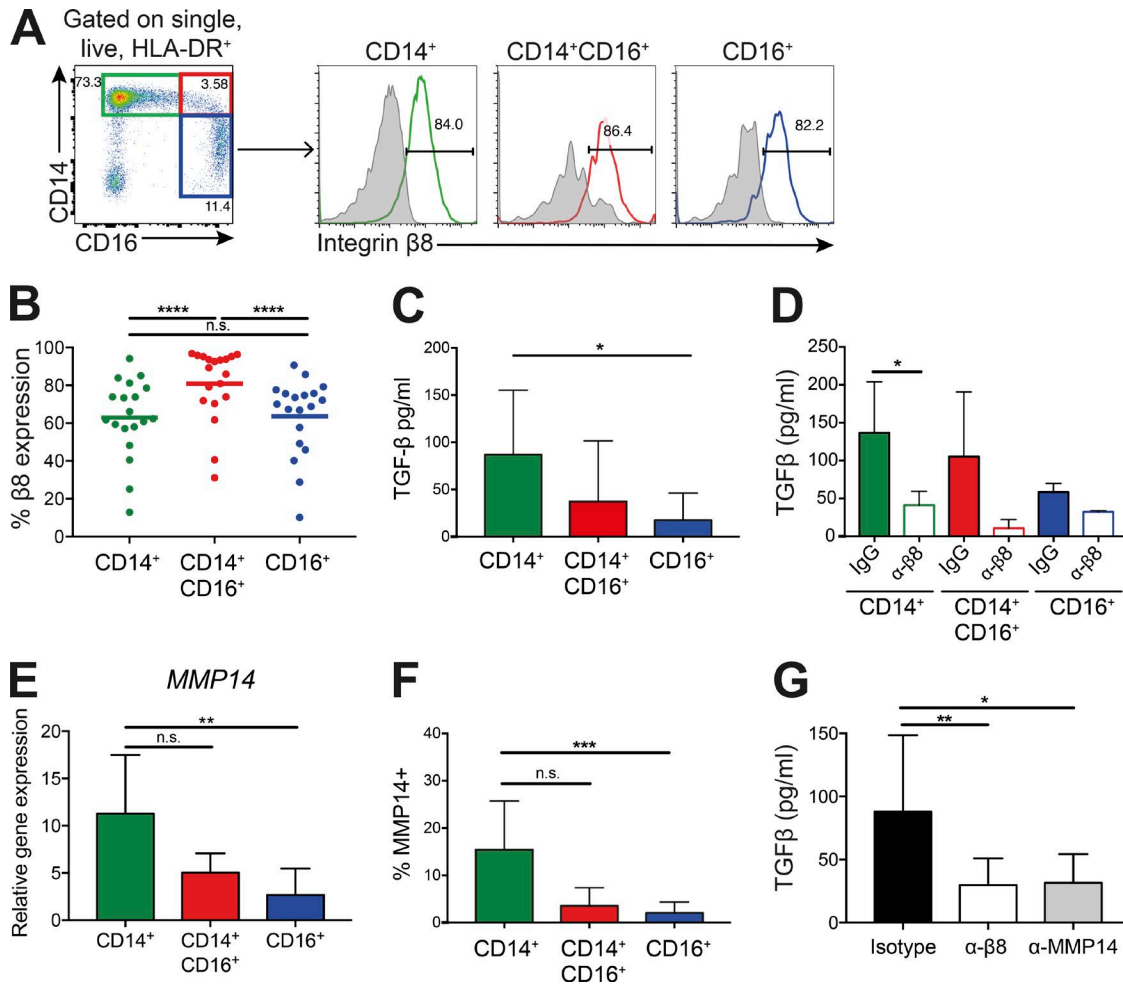 A
Gated on single,
live, HLA-DR⁺
73.3
3.58
11.4
CD14
CD16
CD14⁺
84.0
CD14⁺CD16⁺
86.4
CD16⁺
82.2
Integrin β8
B
****
****
n.s.
% β8 expression
100
80
60
40
20
0
CD14⁺
CD14⁺
CD16⁺
CD16⁺
C
*
TGF-β pg/ml
200
150
100
50
0
CD14⁺
CD14⁺
CD16⁺
CD16⁺
D
*
TGFβ (pg/ml)
250
200
150
100
50
0
IgG
α-β8
IgG
α-β8
IgG
α-β8
CD14⁺
CD14⁺
CD16⁺
CD16⁺
E
MMP14
**
n.s.
Relative gene expression
20
15
10
5
0
CD14⁺
CD14⁺
CD16⁺
CD16⁺
F
***
n.s.
% MMP14+
40
30
20
10
0
CD14⁺
CD14⁺
CD16⁺
CD16⁺
G
*
**
TGFβ (pg/ml)
150
100
50
0
Isotype
α-β8
α-MMP14